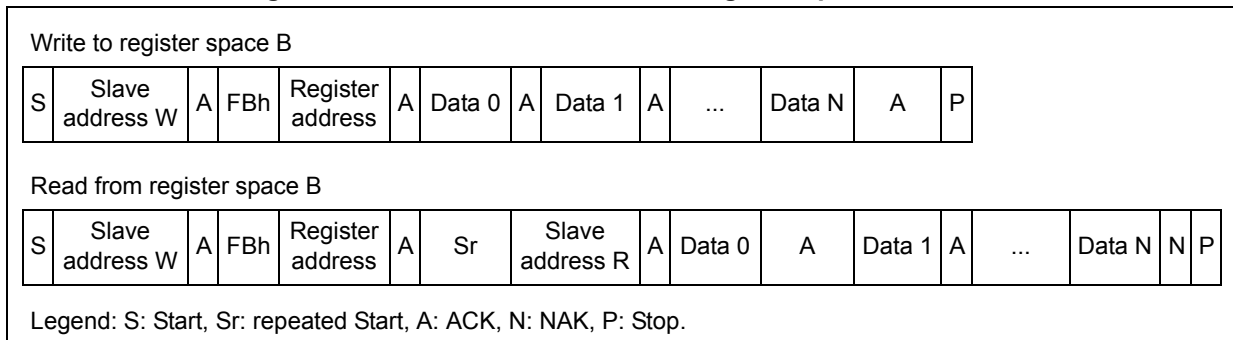 Write to register space B
S Slave address W A FBh Register address A Data 0 A Data 1 A ... Data N A P
Read from register space B
S Slave address W A FBh Register address A Sr Slave address R A Data 0 A Data 1 A ... Data N N P
Legend: S: Start, Sr: repeated Start, A: ACK, N: NAK, P: Stop.